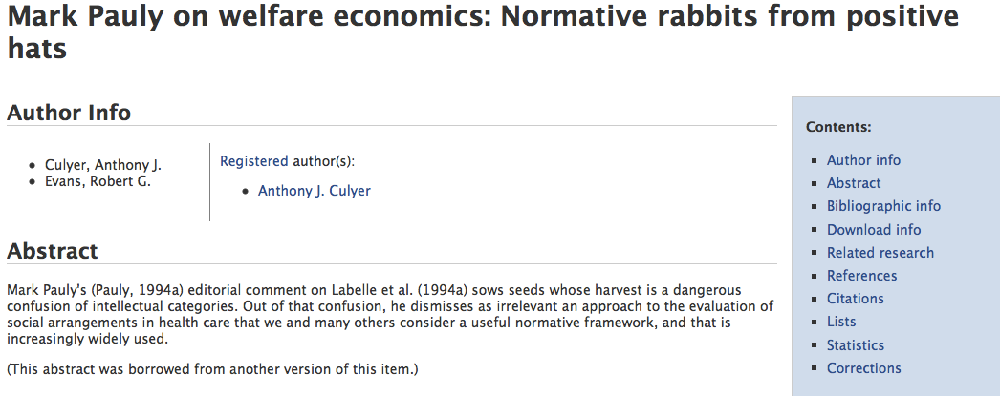 Mark Pauly on welfare economics: Normative rabbits from positive
hats
Author Info
Culyer, Anthony J.
Evans, Robert G.
Registered author(s):
Anthony J. Culyer
Abstract
Mark Pauly's (Pauly, 1994a) editorial comment on Labelle et al. (1994a) sows seeds whose harvest is a dangerous
confusion of intellectual categories. Out of that confusion, he dismisses as irrelevant an approach to the evaluation of
social arrangements in health care that we and many others consider a useful normative framework, and that is
increasingly widely used.
(This abstract was borrowed from another version of this item.)
Contents:
Author info
Abstract
Bibliographic info
Download info
Related research
References
Citations
Lists
Statistics
Corrections